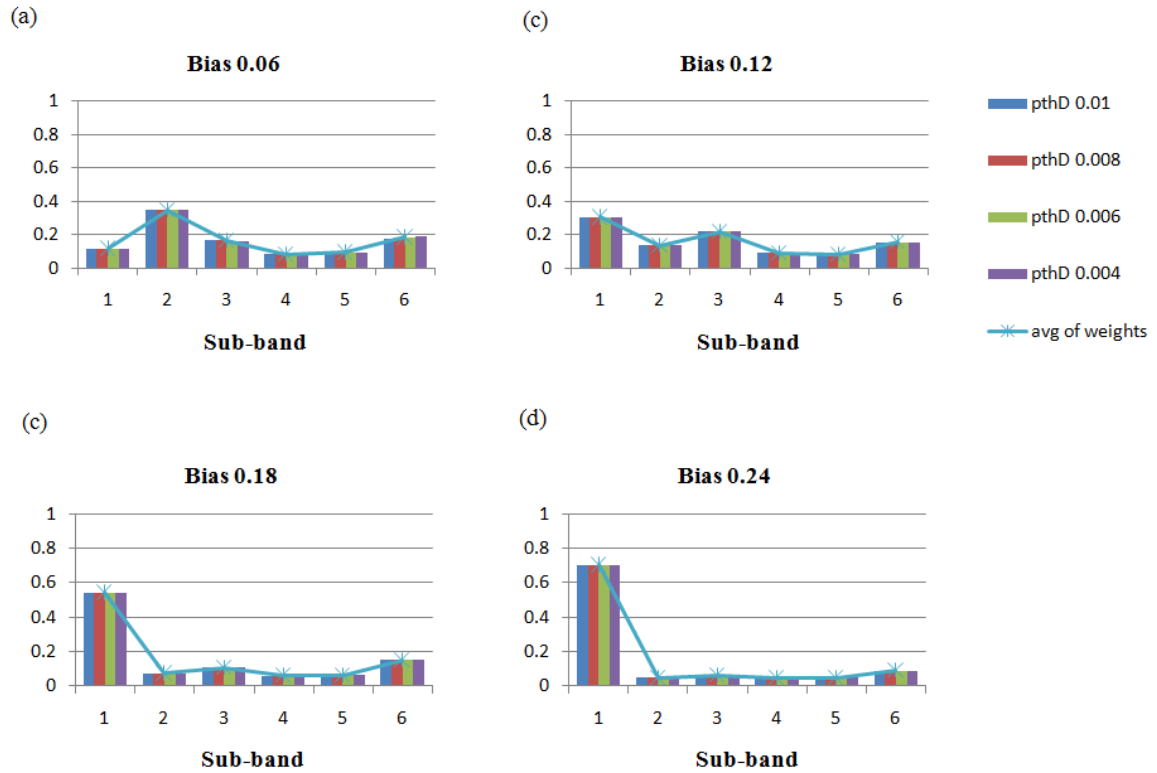 (a)
Bias 0.06
1
0.8
0.6
0.4
0.2
0
1 2 3 4 5 6
Sub-band
(c)
Bias 0.12
1
0.8
0.6
0.4
0.2
0
1 2 3 4 5 6
Sub-band
pthD 0.01
pthD 0.008
pthD 0.006
pthD 0.004
avg of weights
(c)
Bias 0.18
1
0.8
0.6
0.4
0.2
0
1 2 3 4 5 6
Sub-band
(d)
Bias 0.24
1
0.8
0.6
0.4
0.2
0
1 2 3 4 5 6
Sub-band